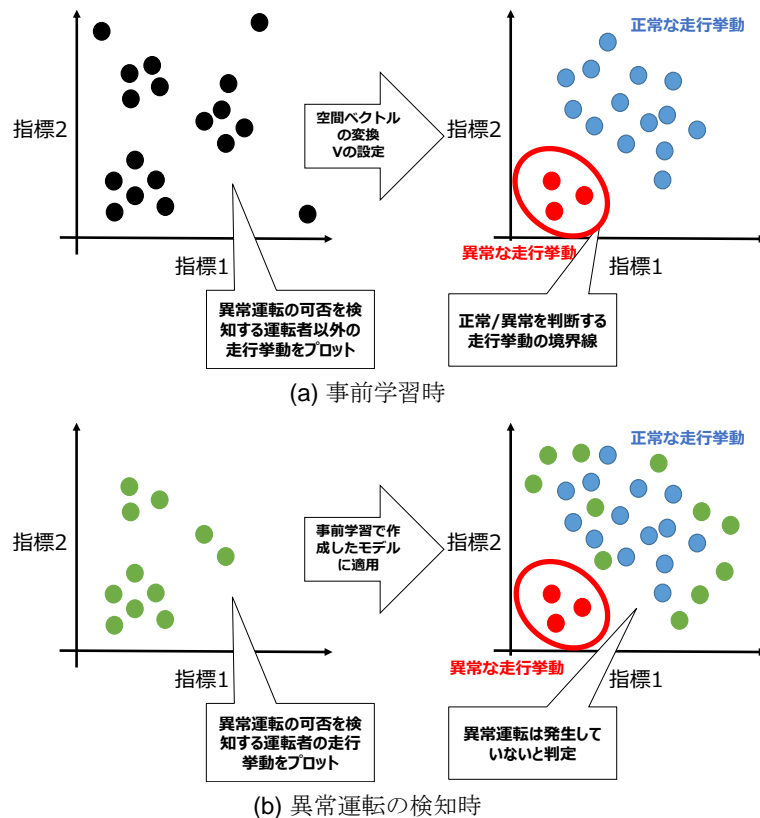 指標2
指標1
空間ベクトル
の変換
Vの設定
正常な走行挙動
指標2
異常な走行挙動
指標1
異常運転の可否を検
知する運転者以外の
走行挙動をプロット
正常/異常を判断する
走行挙動の境界線
(a) 事前学習時
指標2
指標1
事前学習で作
成したモデル
に適用
正常な走行挙動
指標2
異常な走行挙動
指標1
異常運転の可否を検
知する運転者の走行
挙動をプロット
異常運転は発生して
いないと判定
(b) 異常運転の検知時